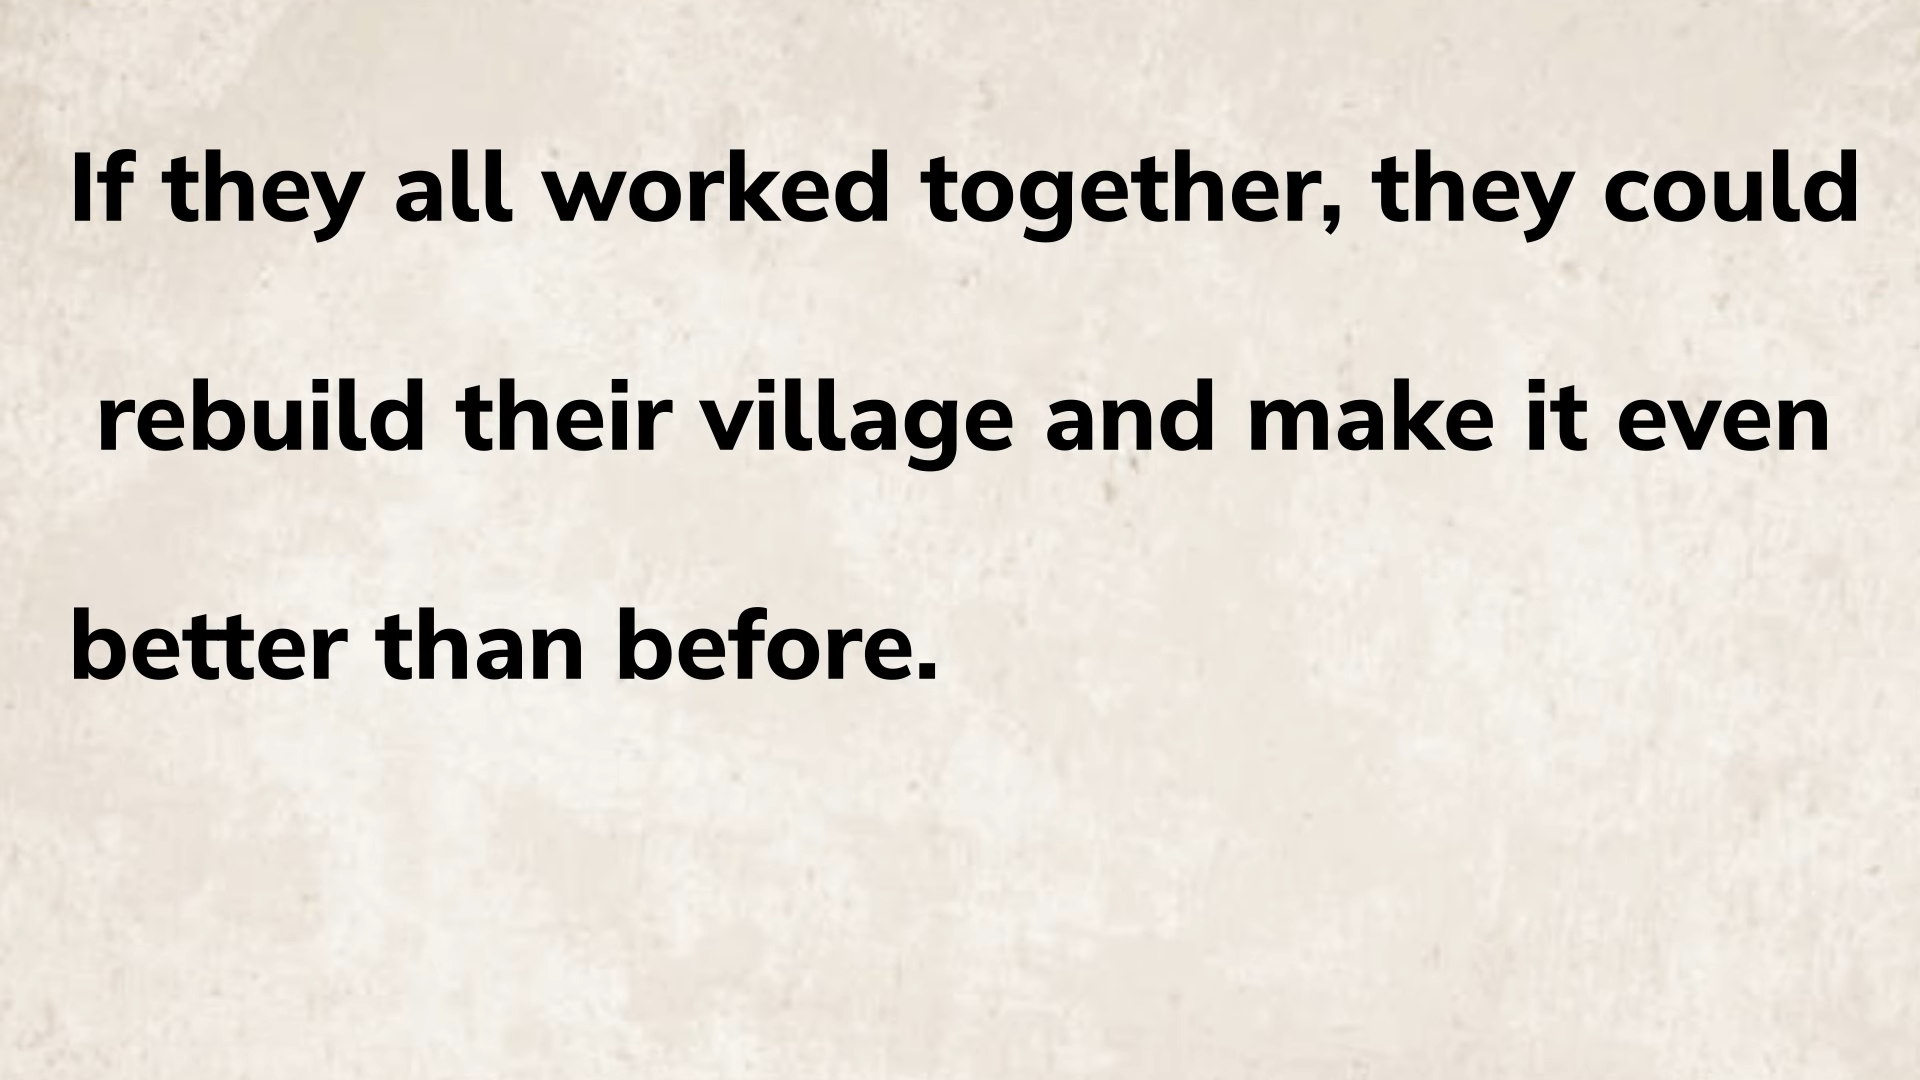 If they all worked together, they could
rebuild their village and make it even
better than before.